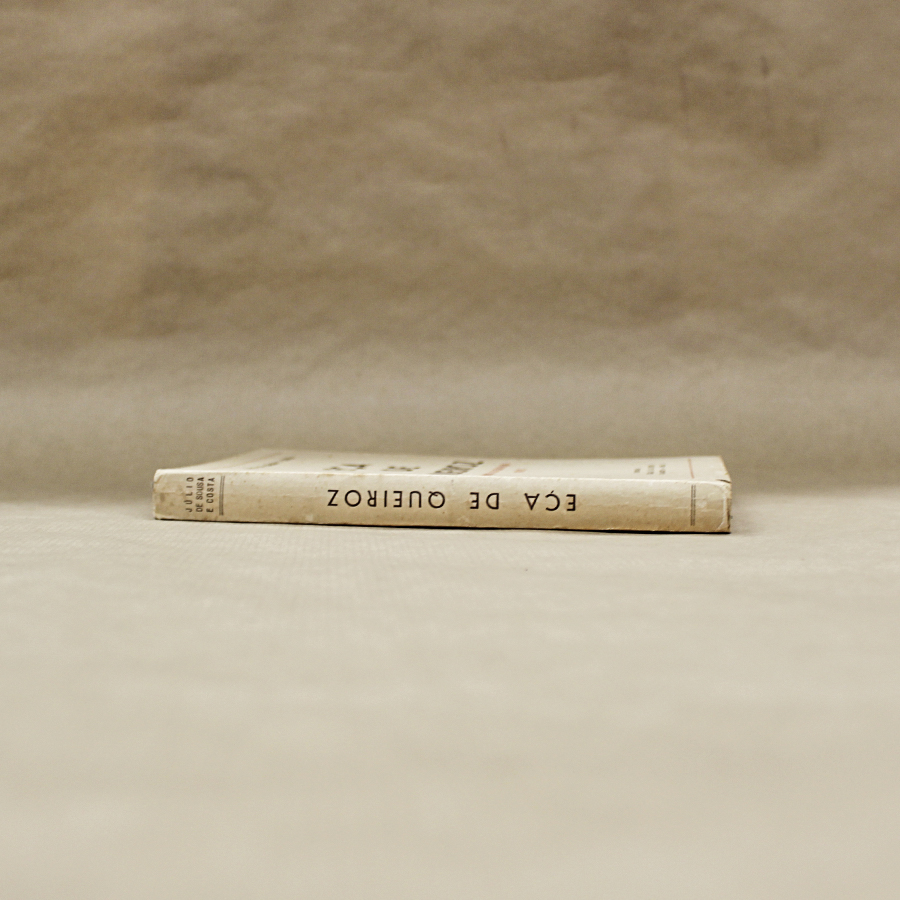 JÚLIO
DE SOUSA
E COSTA
EÇA DE QUEIROZ